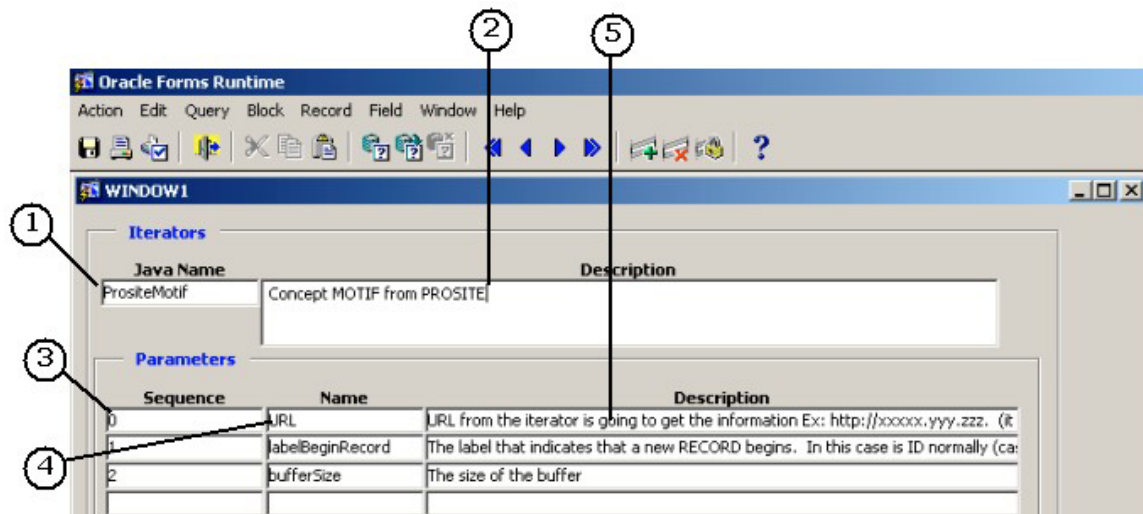 2 5
Oracle Forms Runtime
Action Edit Query Block Record Field Window Help
WINDOW1
1
Iterators
Java Name Description
PrositeMotif Concept MOTIF from PROSITE
Parameters
3
Sequence Name Description
0 URL URL from the iterator is going to get the information Ex: http://xxxxx.yyy.zzz. (it
1 labelBeginRecord The label that indicates that a new RECORD begins. In this case is ID normally (ca
4
2 bufferSize The size of the buffer